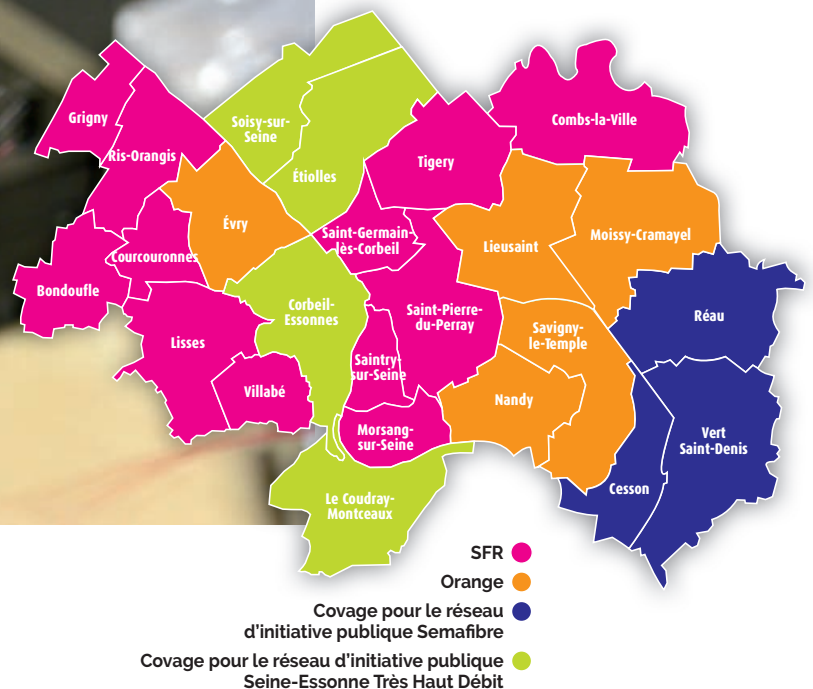 Grigny
Ris-Orangis
Soisy-sur-
Seine
Étiolles
Tigery
Combs-la-Ville
Évry
Courcouronnes
Bondoufle
Saint-Germain-
lès-Corbeil
Lieusaint
Moissy-Cramayel
Réau
Corbeil-
Essonnes
Saint-Pierre-
du-Perray
Savigny-
le-Temple
Lisses
Saintry-
sur-Seine
Villabé
Nandy
Morsang-
sur-Seine
Vert
Saint-Denis
Cesson
Le Coudray-
Montceaux
SFR
Orange
Covage pour le réseau
d'initiative publique Semafibre
Covage pour le réseau d'initiative publique
Seine-Essonne Très Haut Débit